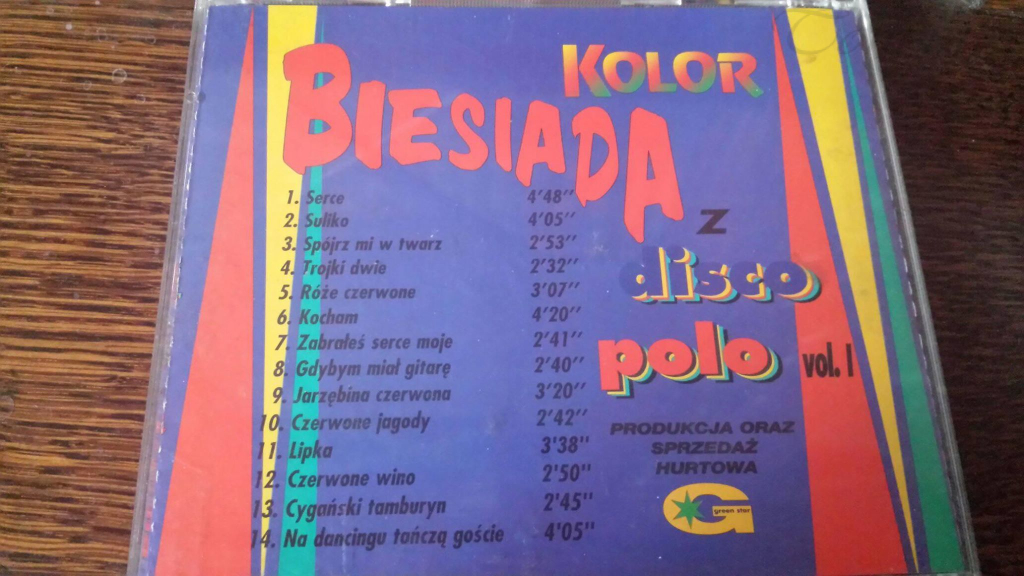 KOLOR
BIESIADA
z
disco
polo
vol. I
1. Serce 4'48''
2. Suliko 4'05''
3. Spójrz mi w twarz 2'53''
4. Trojki dwie 2'32''
5. Róże czerwone 3'07''
6. Kocham 4'20''
7. Zabrałeś serce moje 2'41''
8. Gdybym miał gitarę 2'40''
9. Jarzębina czerwona 3'20''
10. Czerwone jagody 2'42''
11. Lipka 3'38"
12. Czerwone wino 2'50"
13. Cygański tamburyn 2'45"
14. Na dancingu tańczą goście 4'05"
PRODUKCJA ORAZ
SPRZEDAŻ
HURTOWA
G green star